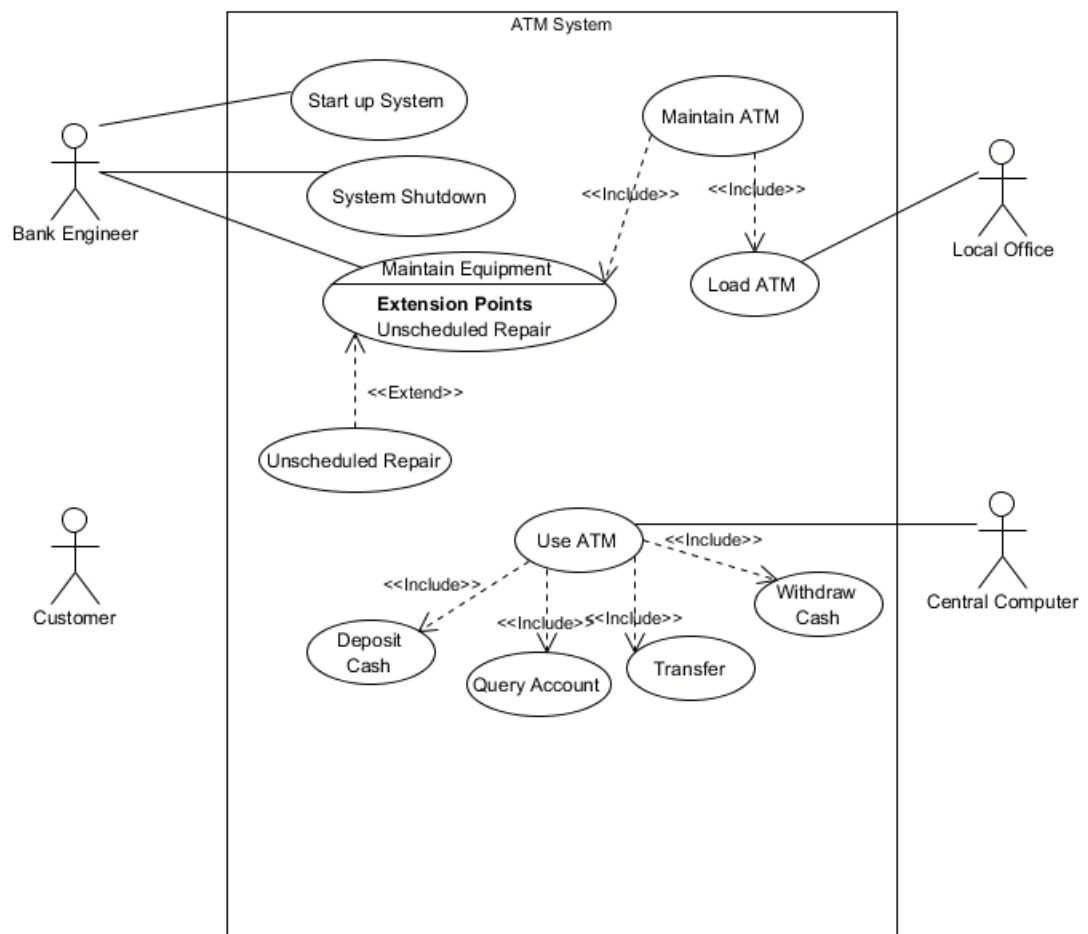 ATM System
Start up System
Maintain ATM
Bank Engineer
System Shutdown
<<Include>>
<<Include>>
Local Office
Maintain Equipment
Extension Points
Unscheduled Repair
Load ATM
<<Extend>>
Unscheduled Repair
Customer
Use ATM
<<Include>>
Central Computer
<<Include>>
Withdraw
Cash
<<Include>>
<<Include>>
Deposit
Cash
Query Account
Transfer